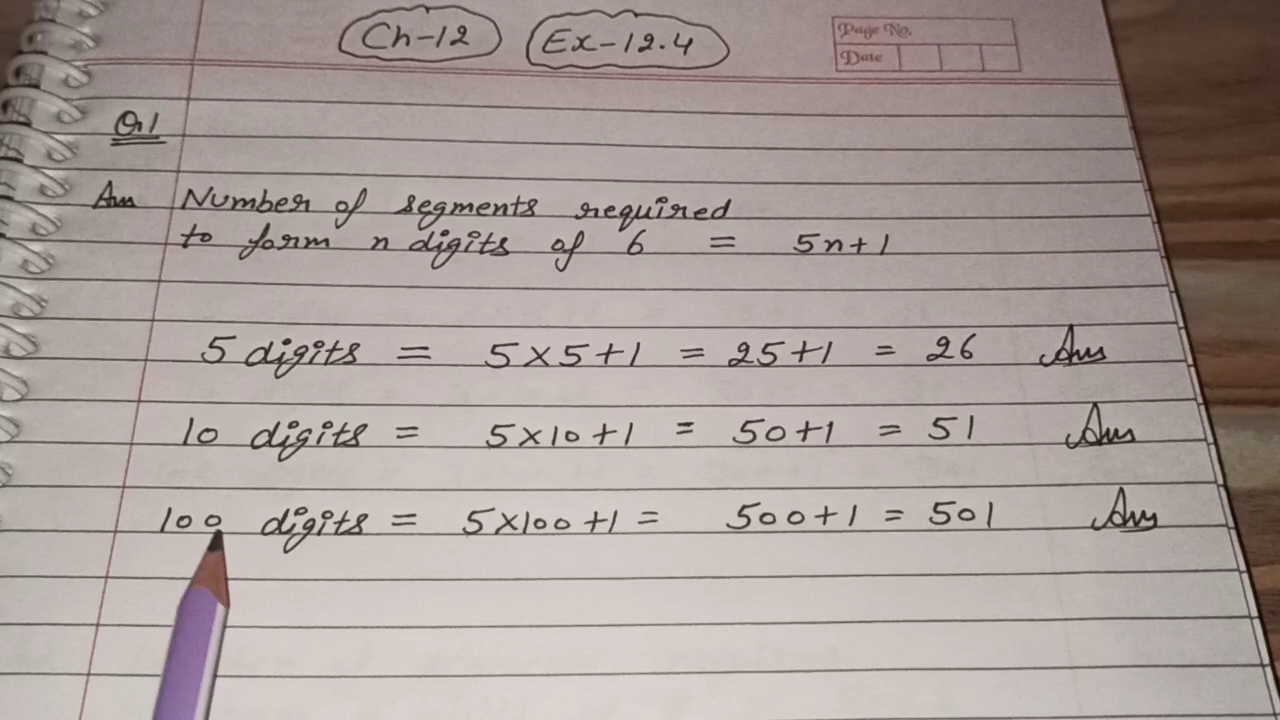 Ch-12 Ex-12.4
Page No.
Date
Q.1
Ans Number of segments required
to form n digits of 6 = 5n+1
5 digits = 5×5+1 = 25+1 = 26 Ans
10 digits = 5×10+1 = 50+1 = 51 Ans
100 digits = 5×100+1 = 500+1 = 501 Ans